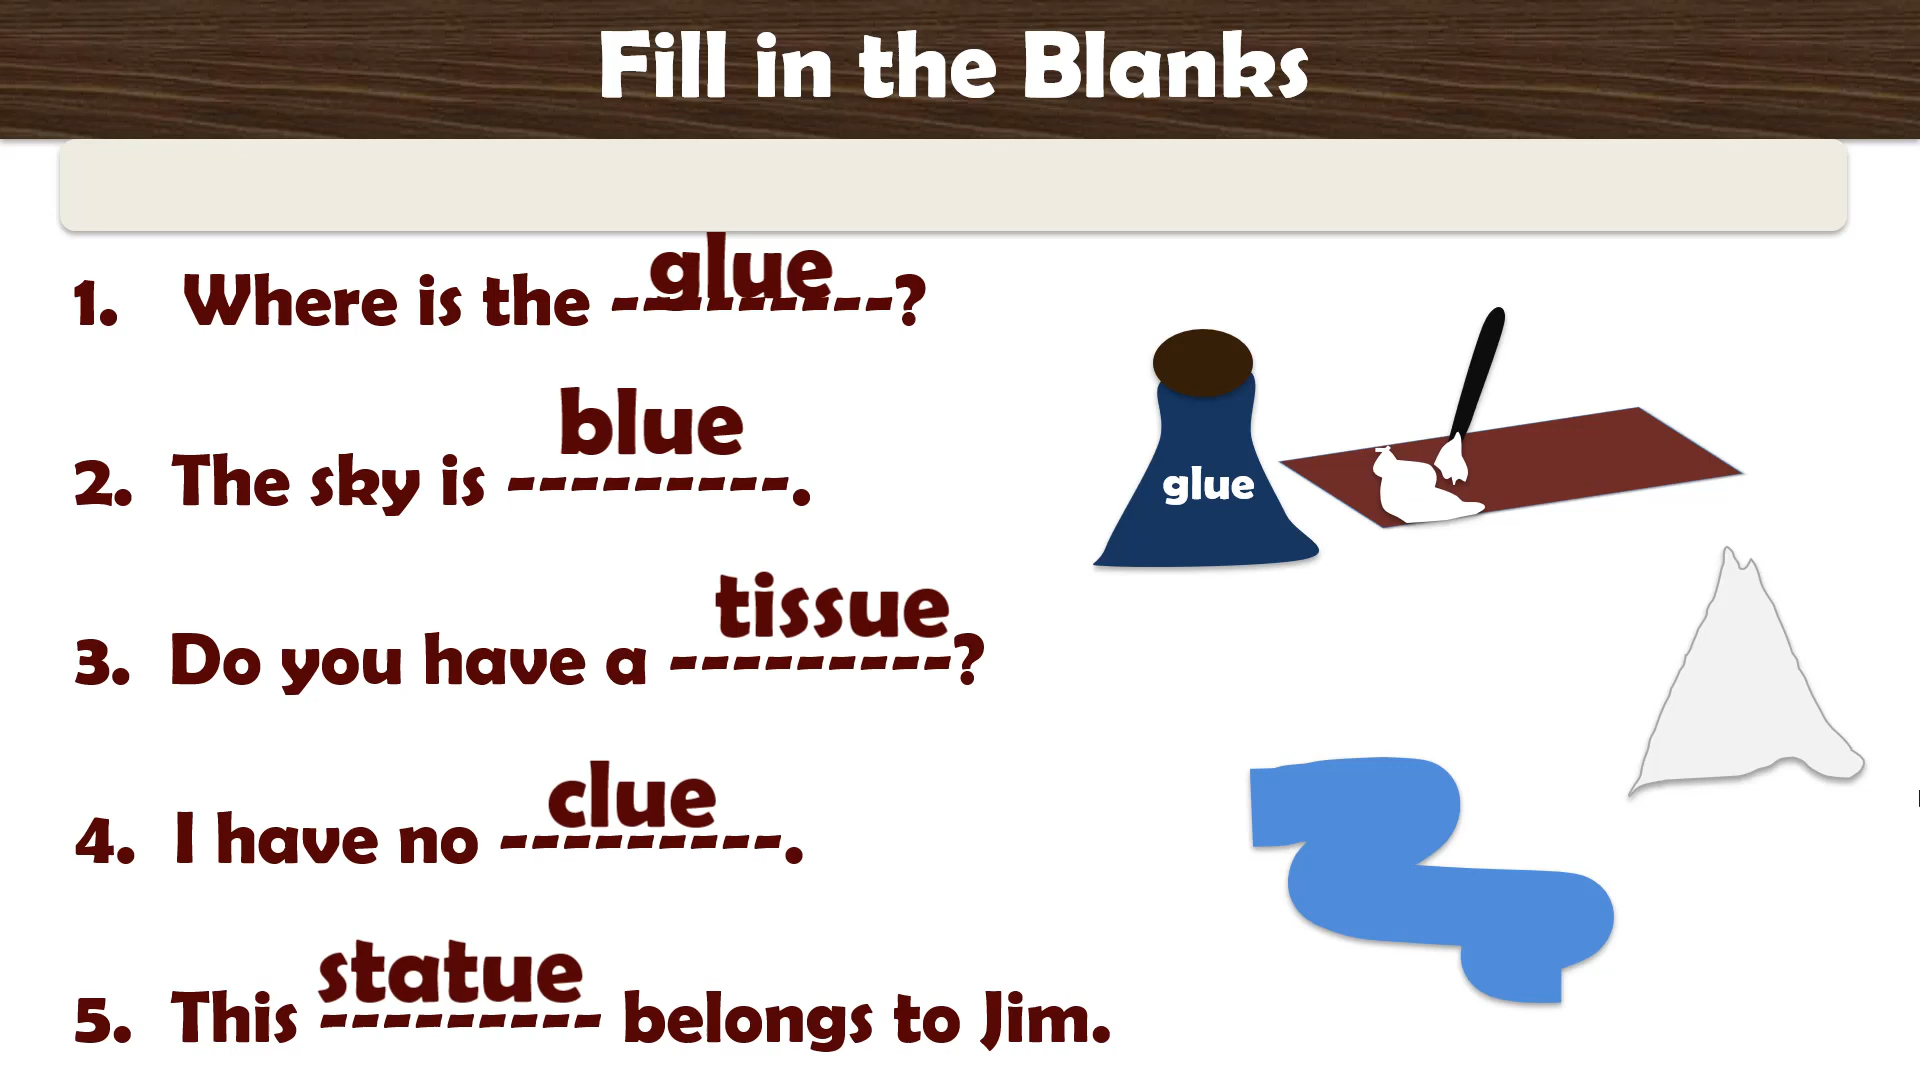 Fill in the Blanks
glue
1. Where is the ---------?
blue
2. The sky is ---------.
glue
tissue
3. Do you have a ---------?
clue
4. I have no ---------.
statue
5. This --------- belongs to Jim.